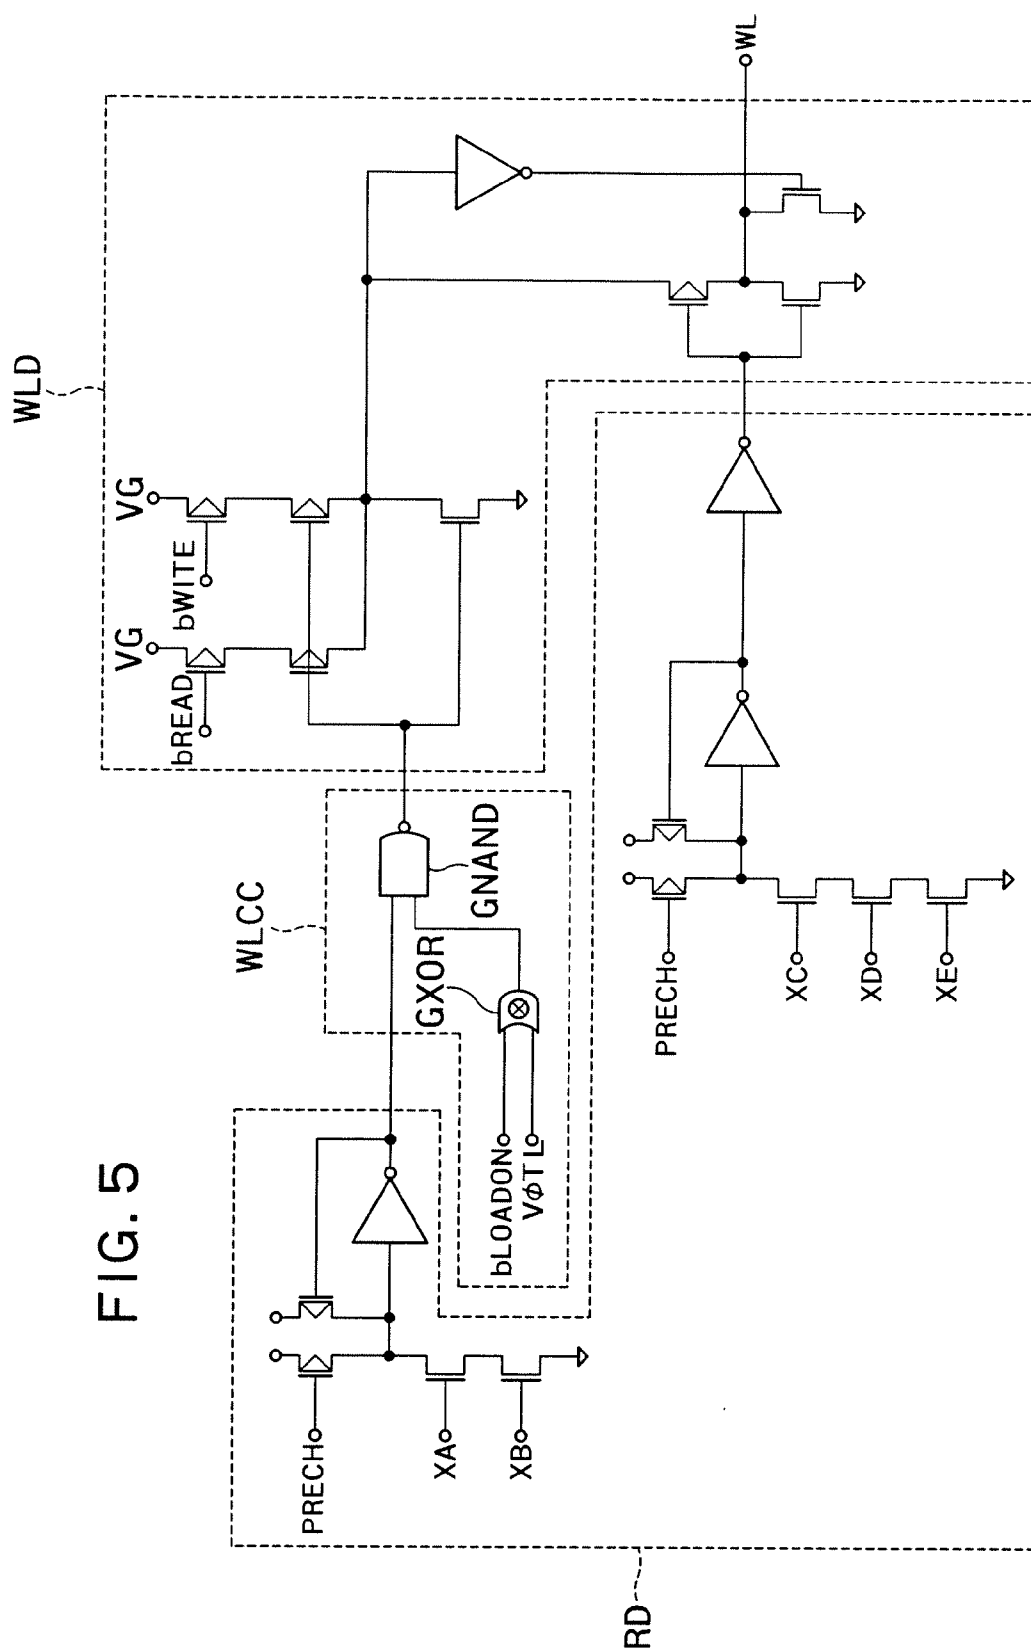 FIG. 5
WLD
VG
VG
bREAD
bWITE
WL
WLCC
GXOR
GNAND
bLOADON
VΦTL
PRECH
XA
XB
PRECH
XC
XD
XE
RD